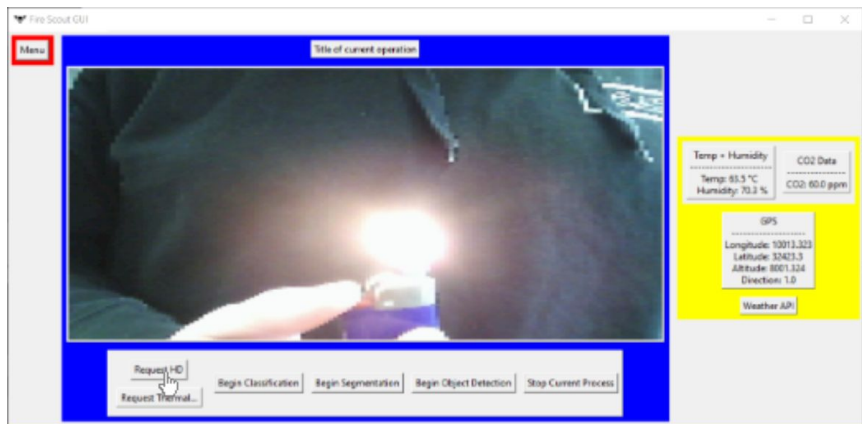 Fire Scout GUI
Menu
Title of current operation
Temp + Humidity
--------------------
Temp: 63.5 °C
Humidity: 70.3 %
CO2 Data
----------------
CO2: 60.0 ppm
GPS
--------------------
Longitude: 10013.323
Latitude: 32423.3
Altitude: 8001.324
Direction: 1.0
Weather API
Request HD
Request Thermal...
Begin Classification
Begin Segmentation
Begin Object Detection
Stop Current Process